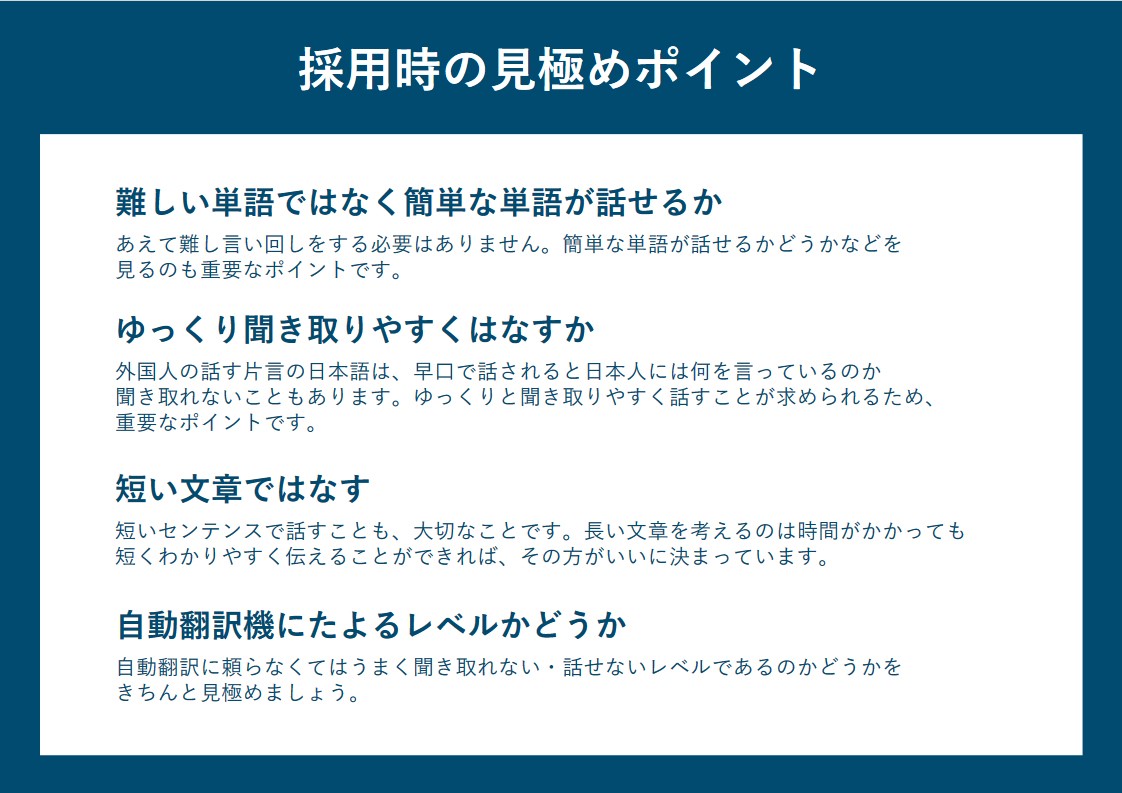 採用時の見極めポイント
難しい単語ではなく簡単な単語が話せるか
あえて難し言い回しをする必要はありません。簡単な単語が話せるかどうかなどを
見るのも重要なポイントです。
ゆっくり聞き取りやすくはなすか
外国人の話す片言の日本語は、早口で話されると日本人には何を言っているのか
聞き取れないこともあります。ゆっくりと聞き取りやすく話すことが求められるため、
重要なポイントです。
短い文章ではなす
短いセンテンスで話すことも、大切なことです。長い文章を考えるのは時間がかかっても
短くわかりやすく伝えることができれば、その方がいいに決まっています。
自動翻訳機にたよるレベルかどうか
自動翻訳に頼らなくてはうまく聞き取れない・話せないレベルであるのかどうかを
きちんと見極めましょう。